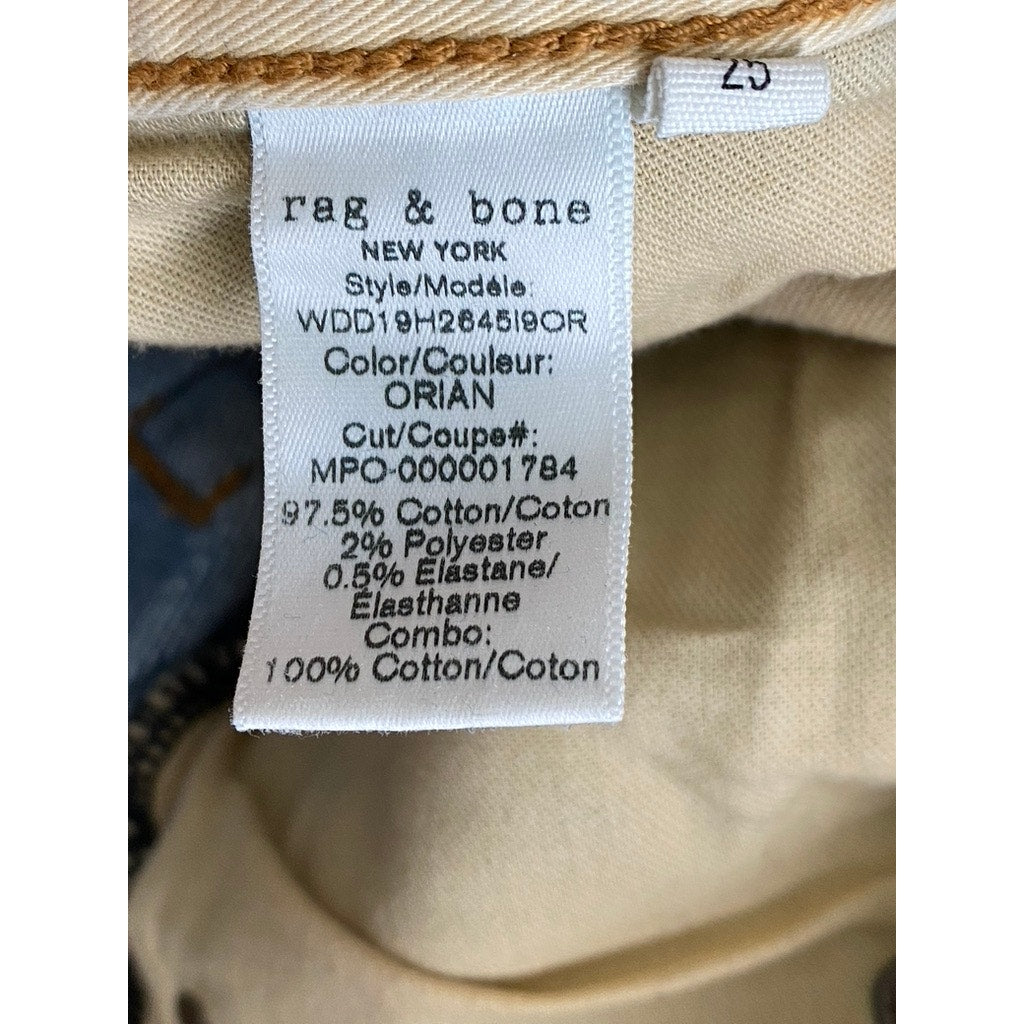 25
rag & bone
NEW YORK
Style/Modéle:
WDD19H2645I9OR
Color/Couleur:
ORIAN
Cut/Coupe#:
MPO-000001784
97.5% Cotton/Coton
2% Polyester
0.5% Elastane/
Élasthanne
Combo:
100% Cotton/Coton